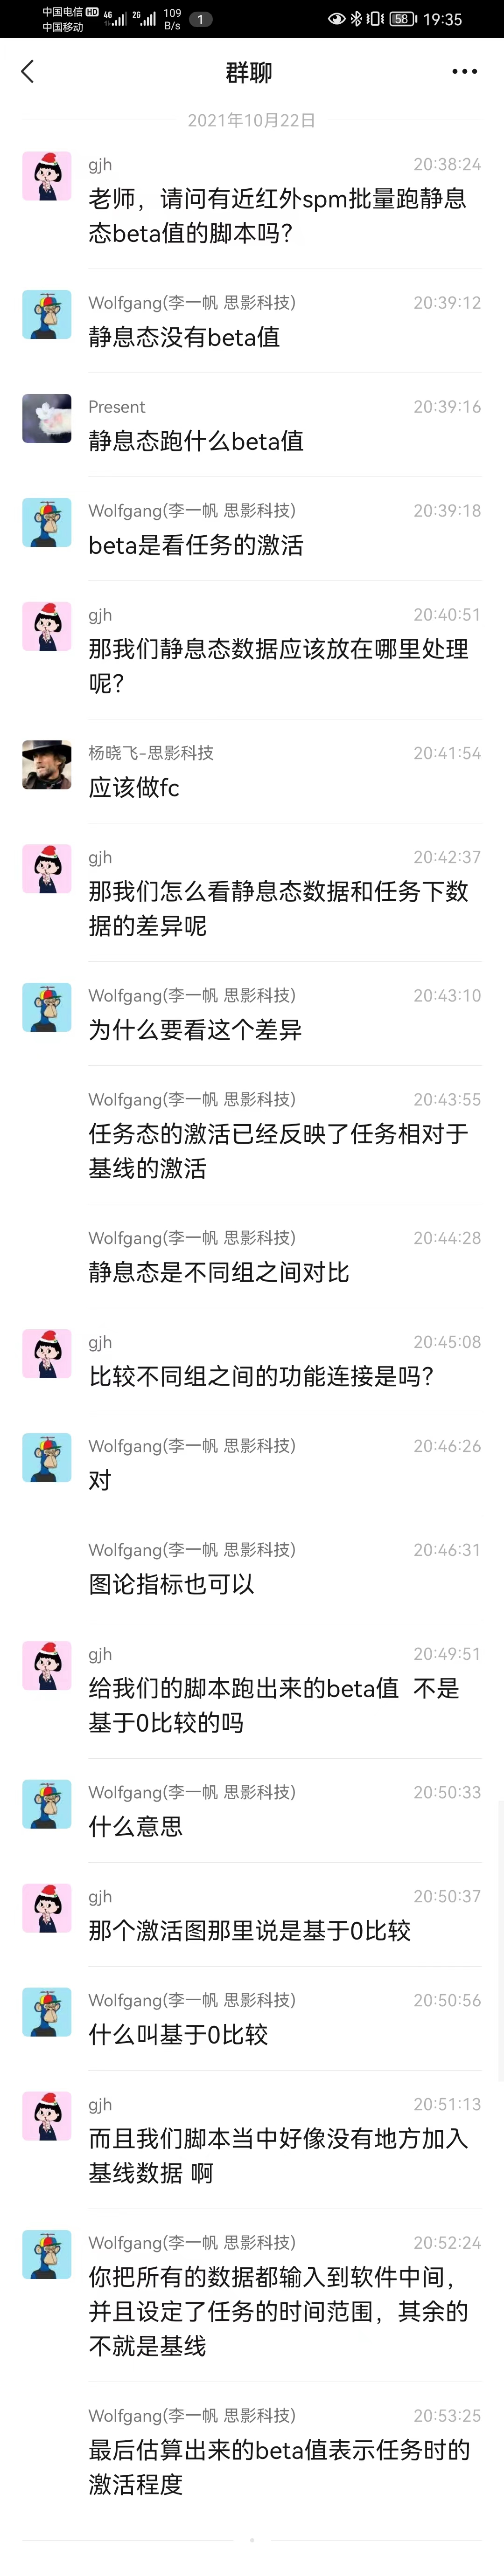 中国电信 HD 4G 2G 109 B/s 1 58 19:35
中国移动
群聊
2021年10月22日
gjh 20:38:24
老师，请问有近红外spm批量跑静息
态beta值的脚本吗？
Wolfgang(李一帆 思影科技) 20:39:12
静息态没有beta值
Present 20:39:16
静息态跑什么beta值
Wolfgang(李一帆 思影科技) 20:39:18
beta是看任务的激活
gjh 20:40:51
那我们静息态数据应该放在哪里处理
呢？
杨晓飞-思影科技 20:41:54
应该做fc
gjh 20:42:37
那我们怎么看静息态数据和任务下数
据的差异呢
Wolfgang(李一帆 思影科技) 20:43:10
为什么要看这个差异
Wolfgang(李一帆 思影科技) 20:43:55
任务态的激活已经反映了任务相对于
基线的激活
Wolfgang(李一帆 思影科技) 20:44:28
静息态是不同组之间对比
gjh 20:45:08
比较不同组之间的功能连接是吗？
Wolfgang(李一帆 思影科技) 20:46:26
对
Wolfgang(李一帆 思影科技) 20:46:31
图论指标也可以
gjh 20:49:51
给我们的脚本跑出来的beta值  不是
基于0比较的吗
Wolfgang(李一帆 思影科技) 20:50:33
什么意思
gjh 20:50:37
那个激活图那里说是基于0比较
Wolfgang(李一帆 思影科技) 20:50:56
什么叫基于0比较
gjh 20:51:13
而且我们脚本当中好像没有地方加入
基线数据 啊
Wolfgang(李一帆 思影科技) 20:52:24
你把所有的数据都输入到软件中间，
并且设定了任务的时间范围，其余的
不就是基线
Wolfgang(李一帆 思影科技) 20:53:25
最后估算出来的beta值表示任务时的
激活程度